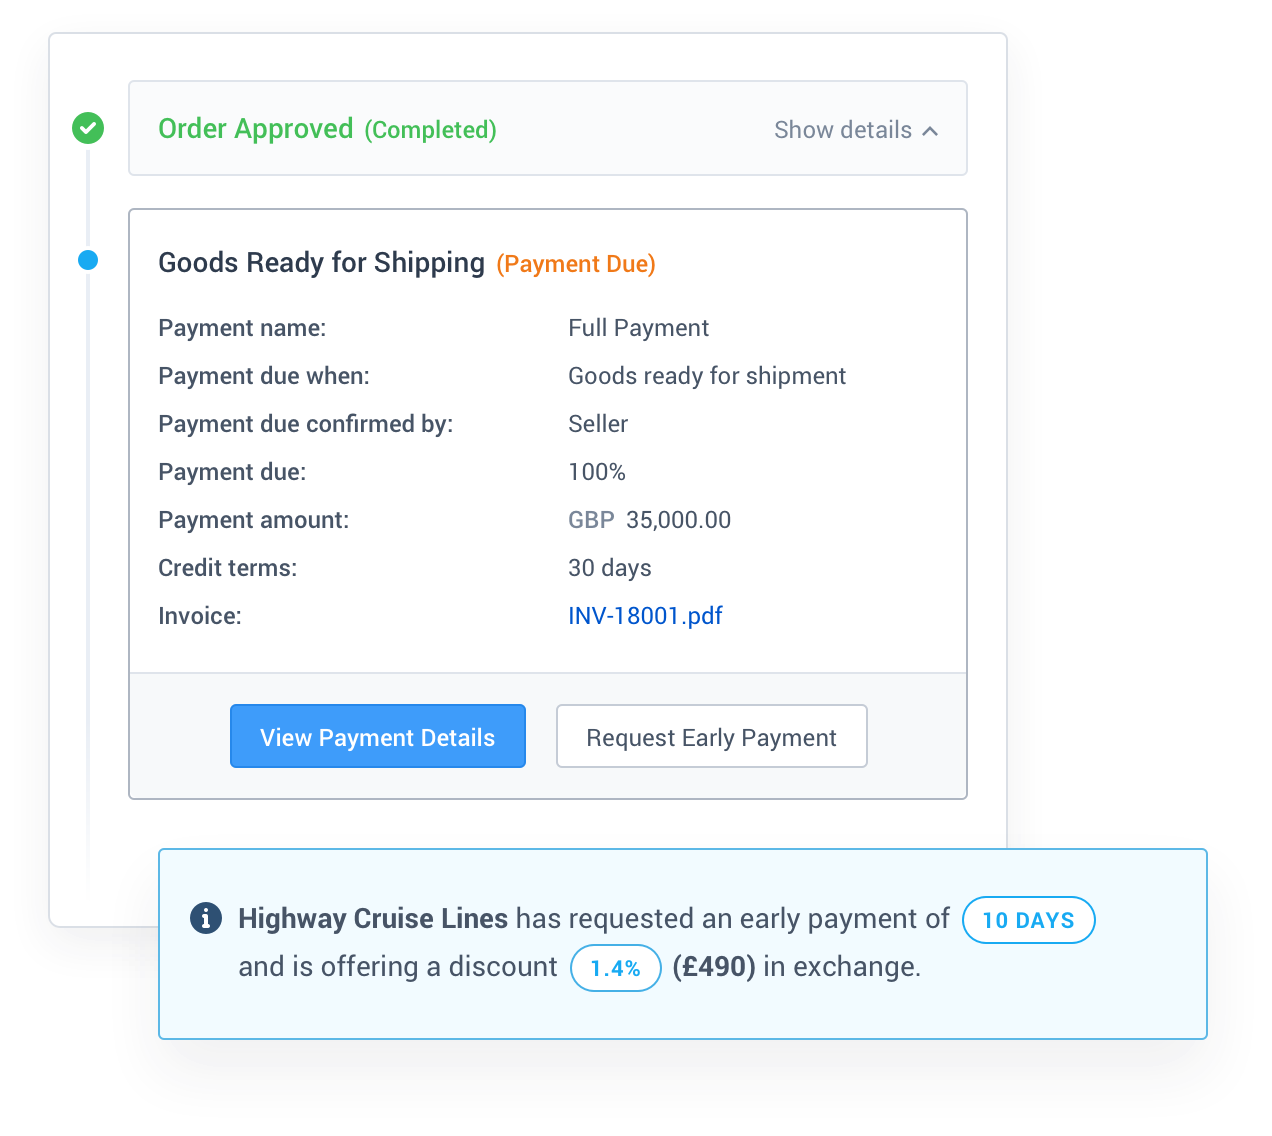 Order Approved (Completed) Show details
Goods Ready for Shipping (Payment Due)
Payment name: Full Payment
Payment due when: Goods ready for shipment
Payment due confirmed by: Seller
Payment due: 100%
Payment amount: GBP 35,000.00
Credit terms: 30 days
Invoice: INV-18001.pdf
View Payment Details Request Early Payment
Highway Cruise Lines has requested an early payment of 10 DAYS
and is offering a discount 1.4% (£490) in exchange.